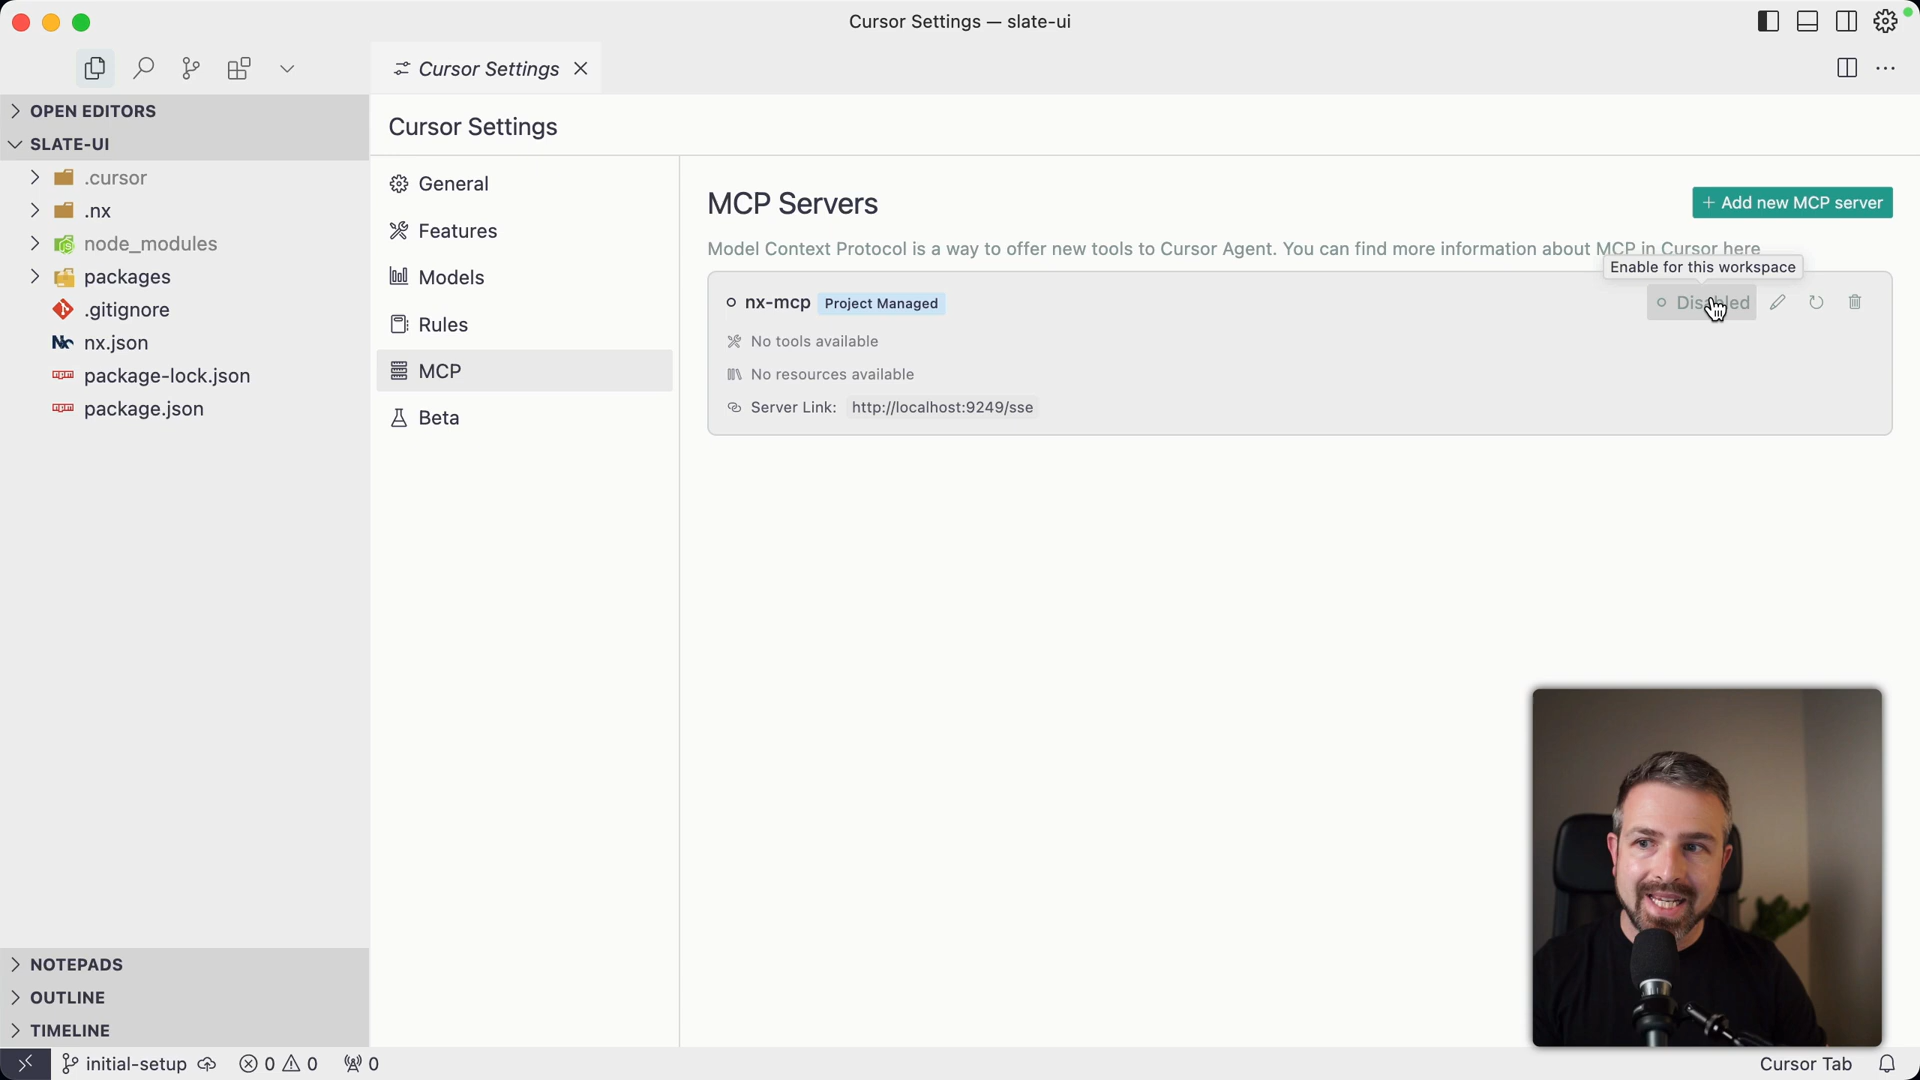 Cursor Settings — slate-ui
Cursor Settings
OPEN EDITORS
SLATE-UI
.cursor
.nx
node_modules
packages
.gitignore
nx.json
package-lock.json
package.json
NOTEPADS
OUTLINE
TIMELINE
Cursor Settings
General
Features
Models
Rules
MCP
Beta
MCP Servers
+ Add new MCP server
Model Context Protocol is a way to offer new tools to Cursor Agent. You can find more information about MCP in Cursor here
Enable for this workspace
nx-mcp Project Managed
Disabled
No tools available
No resources available
Server Link: http://localhost:9249/sse
initial-setup 0 0 0
Cursor Tab